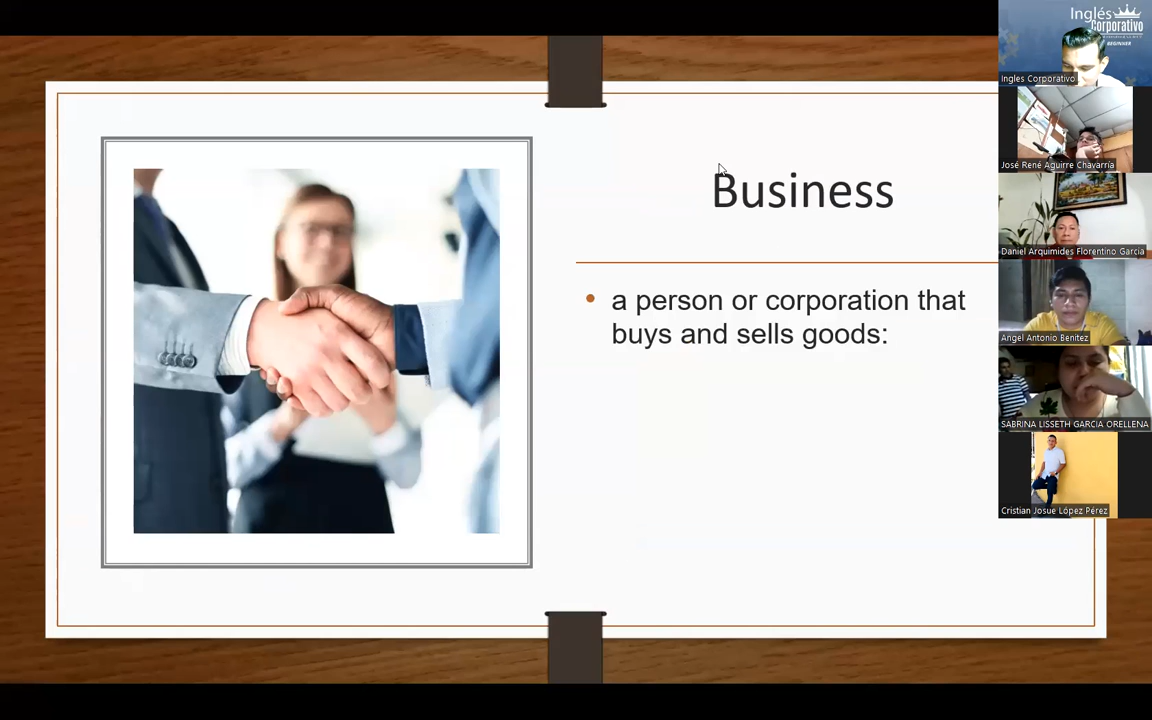 Business
• a person or corporation that
buys and sells goods:
Inglés
Corporativo
BEGINNER
Ingles Corporativo
José René Aguirre Chavarría
Daniel Arquimides Florentino Garcia
Angel Antonio Benitez
SABRINA LISSETH GARCIA ORELLENA
Cristian Josue López Pérez